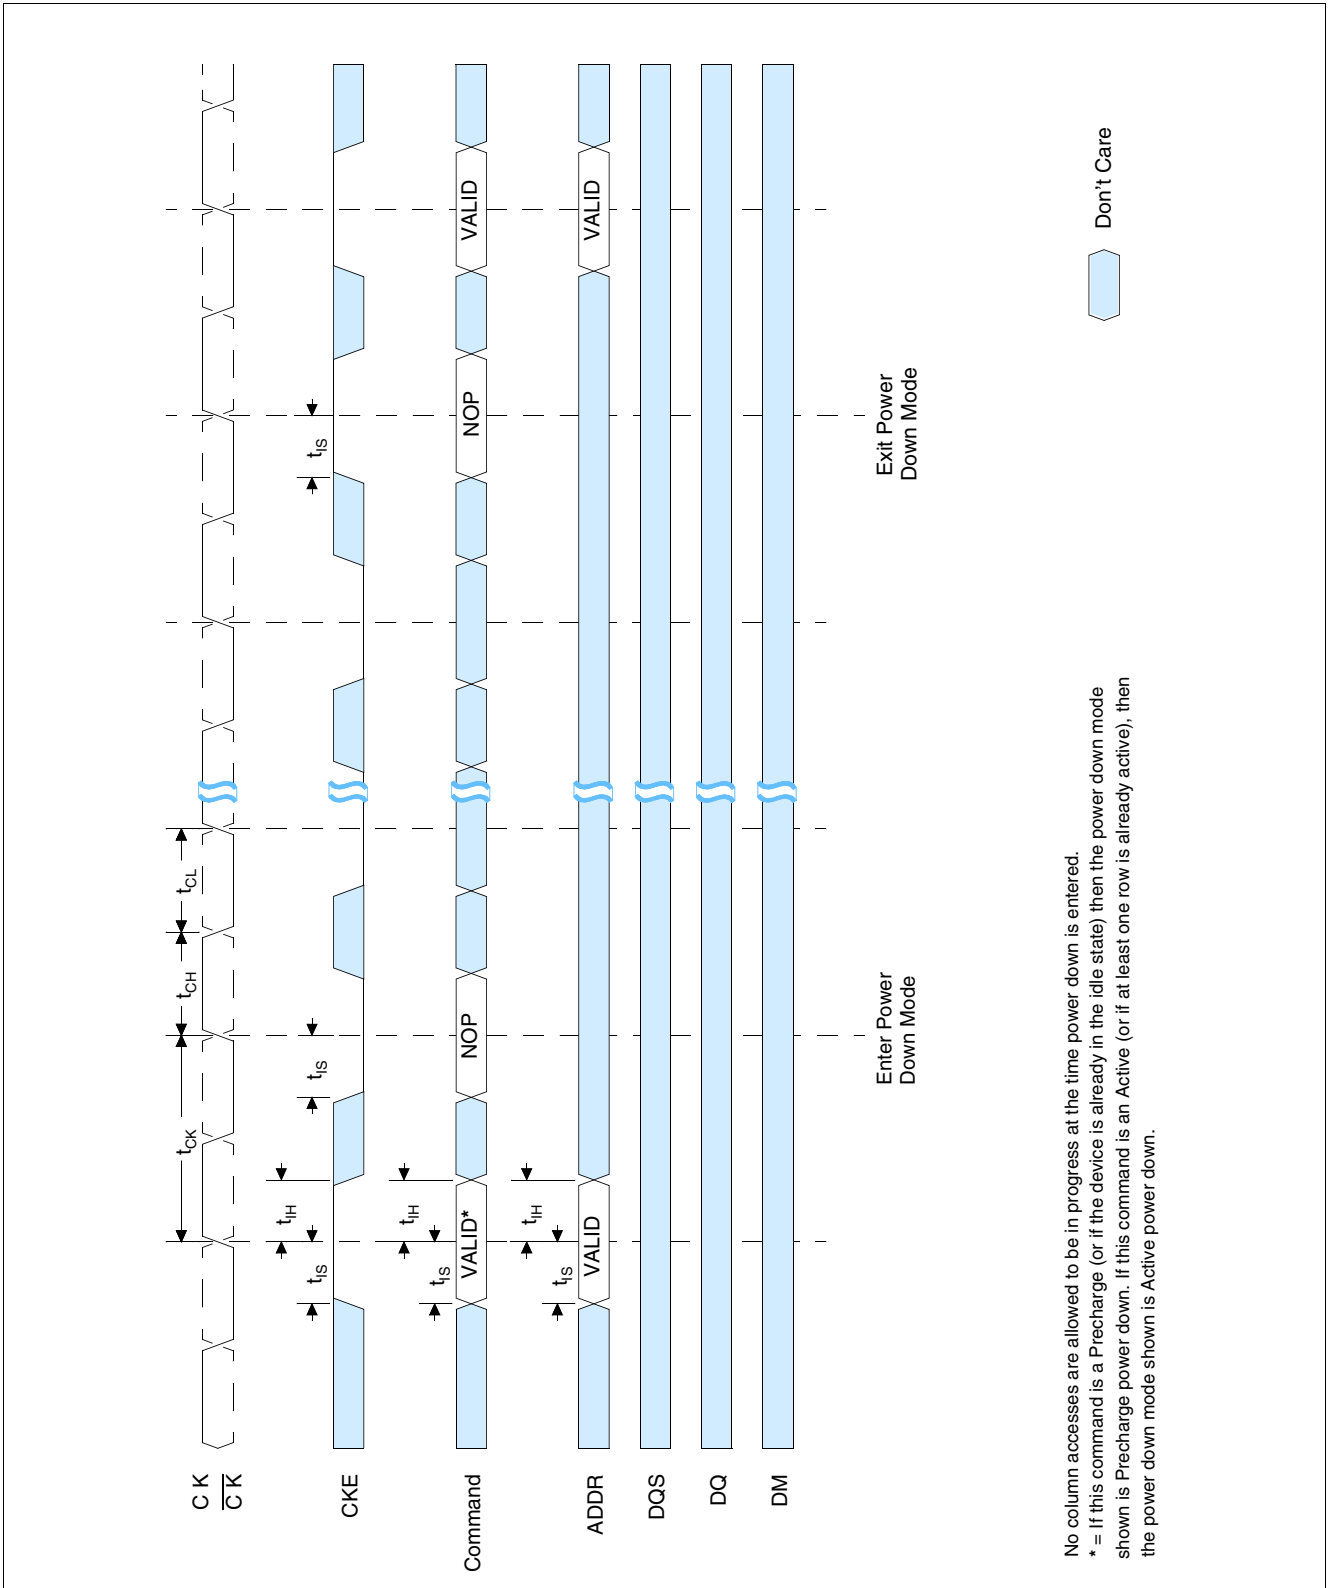 CK
CK
tCK
tCH
tCL
CKE
tIS
tIH
tIS
tIS
Command
tIS
tIH
VALID*
NOP
NOP
VALID
ADDR
tIS
tIH
VALID
VALID
DQS
DQ
DM
Enter Power
Down Mode
Exit Power
Down Mode
No column accesses are allowed to be in progress at the time power down is entered.
* = If this command is a Precharge (or if the device is already in the idle state) then the power down mode
shown is Precharge power down. If this command is an Active (or if at least one row is already active), then
the power down mode shown is Active power down.
Don't Care